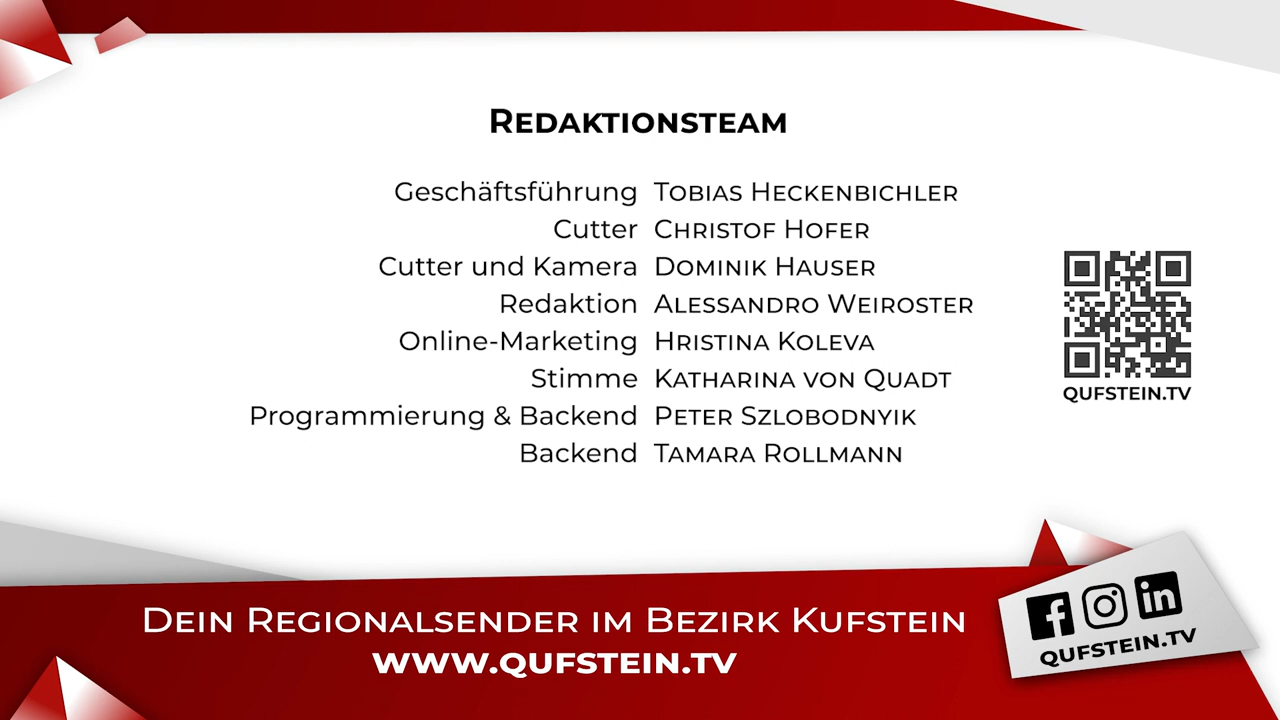 Redaktionsteam
Geschäftsführung Tobias Heckenbichler
Cutter Christof Hofer
Cutter und Kamera Dominik Hauser
Redaktion Alessandro Weiroster
Online-Marketing Hristina Koleva
Stimme Katharina von Quadt
Programmierung & Backend Peter Szlobodnyik
Backend Tamara Rollmann
QUFSTEIN.TV
Dein Regionalsender im Bezirk Kufstein
www.qufstein.tv
QUFSTEIN.TV